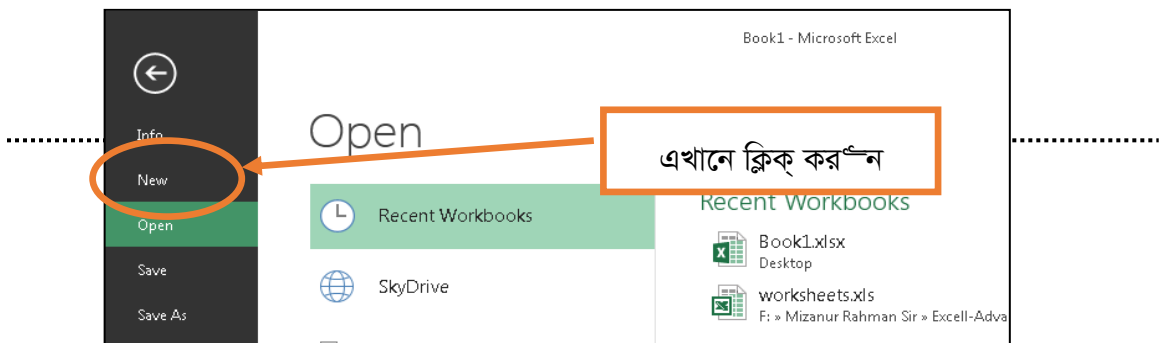 Book1 - Microsoft Excel
Info
New
Open
Save
Save As
Open
Recent Workbooks
SkyDrive
এখানে ক্লিক্ করুন
Recent Workbooks
Book1.xlsx
Desktop
worksheets.xls
F: » Mizanur Rahman Sir » Excell-Adva